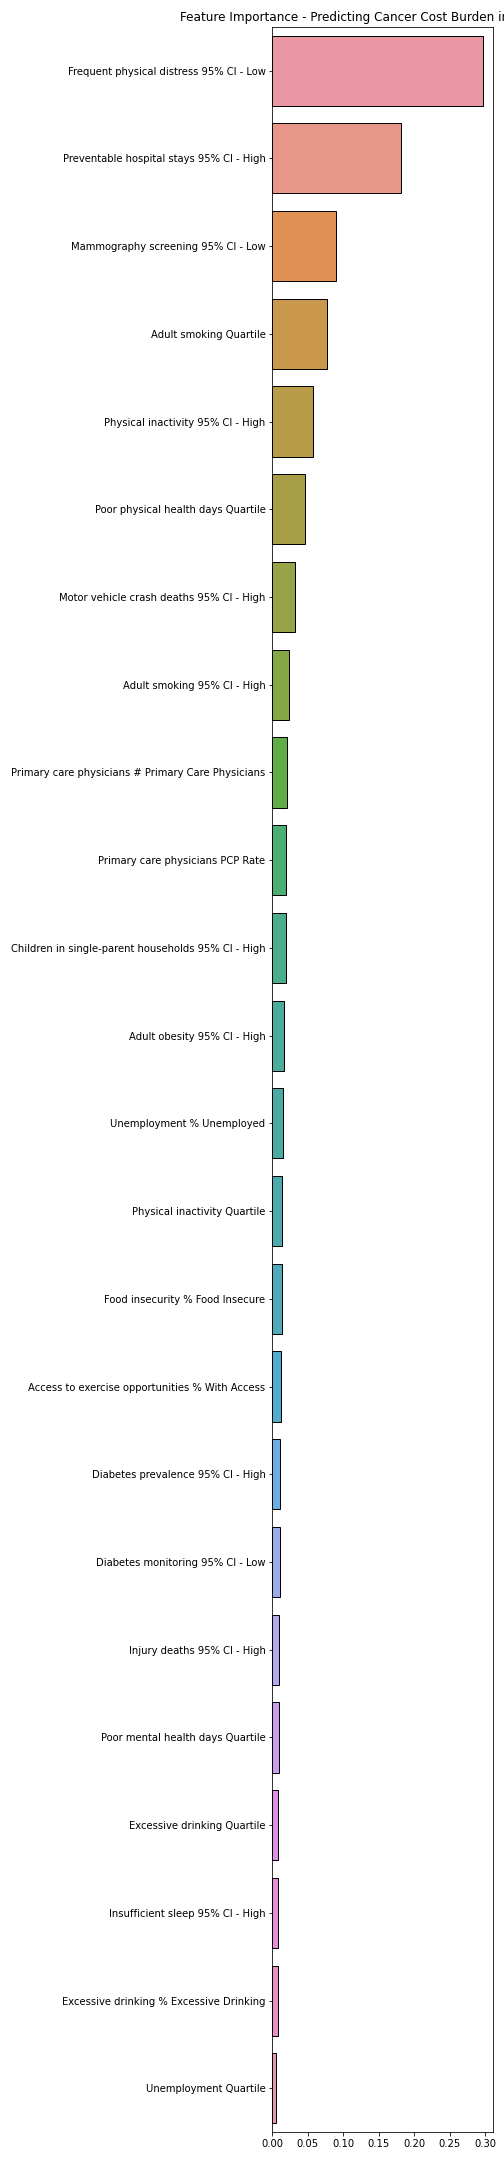 Feature Importance - Predicting Cancer Cost Burden in
Frequent physical distress 95% CI - Low
Preventable hospital stays 95% CI - High
Mammography screening 95% CI - Low
Adult smoking Quartile
Physical inactivity 95% CI - High
Poor physical health days Quartile
Motor vehicle crash deaths 95% CI - High
Adult smoking 95% CI - High
Primary care physicians # Primary Care Physicians
Primary care physicians PCP Rate
Children in single-parent households 95% CI - High
Adult obesity 95% CI - High
Unemployment % Unemployed
Physical inactivity Quartile
Food insecurity % Food Insecure
Access to exercise opportunities % With Access
Diabetes prevalence 95% CI - High
Diabetes monitoring 95% CI - Low
Injury deaths 95% CI - High
Poor mental health days Quartile
Excessive drinking Quartile
Insufficient sleep 95% CI - High
Excessive drinking % Excessive Drinking
Unemployment Quartile
0.00 0.05 0.10 0.15 0.20 0.25 0.30